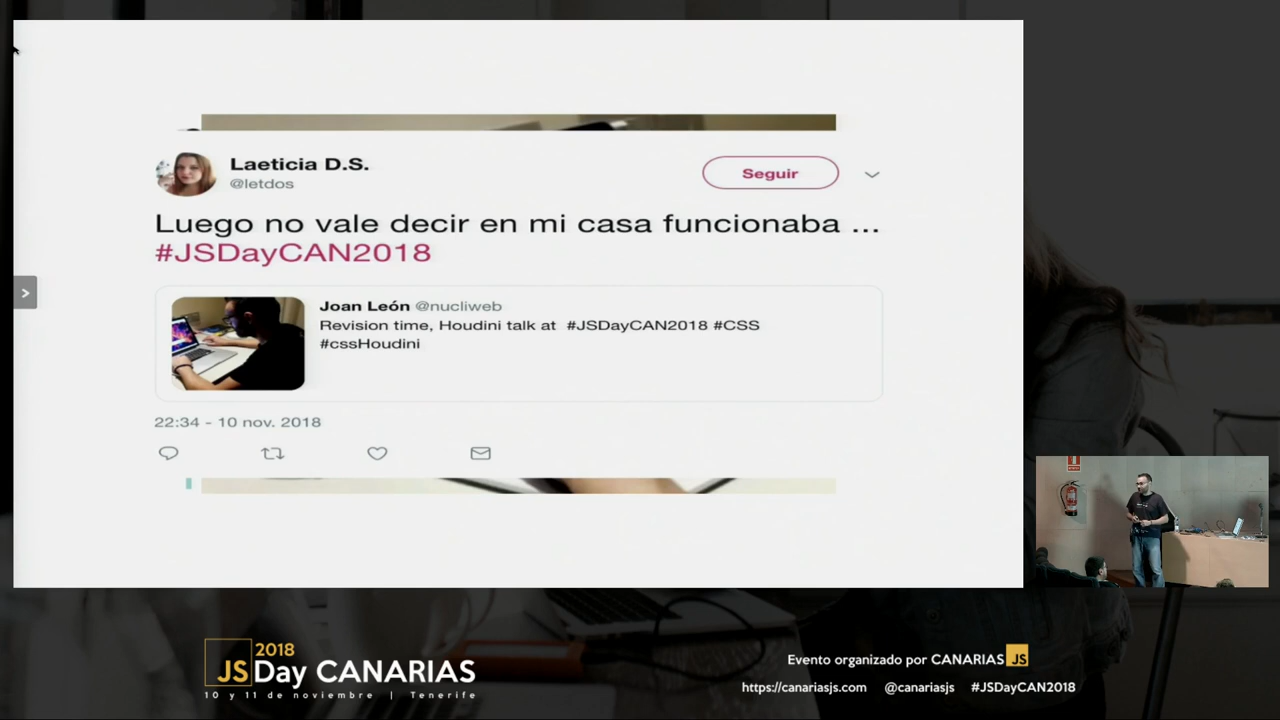 Laeticia D.S.
@letdos
Seguir
Luego no vale decir en mi casa funcionaba ...
#JSDayCAN2018
Joan León @nucliweb
Revision time, Houdini talk at #JSDayCAN2018 #CSS
#cssHoudini
22:34 - 10 nov. 2018
>
2018
JSDay CANARIAS
10 y 11 de noviembre | Tenerife
Evento organizado por CANARIAS JS
https://canariasjs.com @canariasjs #JSDayCAN2018